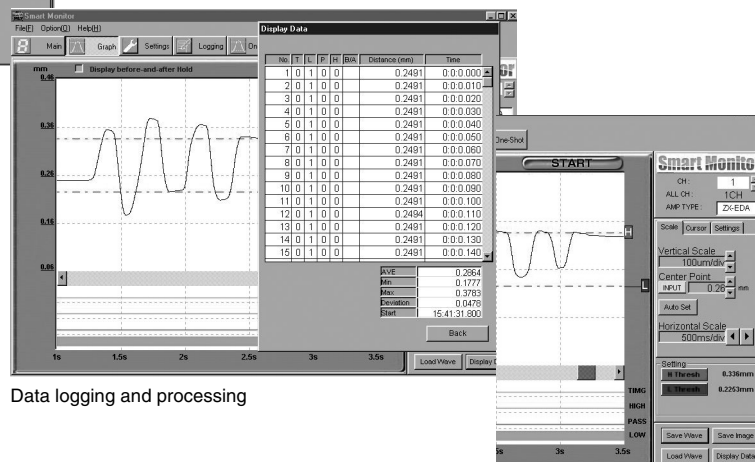 Smart Monitor
File(F) Option(O) Help(H)
Main Graph Settings Logging On
mm Display before-and-after Hold
0.46
0.36
0.26
0.16
0.06
1s 1.5s 2s 2.5s 3s 3.5s
Display Data
No. T L P H B/A Distance (mm) Time
1 0 1 0 0 0.2491 0:0:0.000
2 0 1 0 0 0.2491 0:0:0.010
3 0 1 0 0 0.2491 0:0:0.020
4 0 1 0 0 0.2491 0:0:0.030
5 0 1 0 0 0.2491 0:0:0.040
6 0 1 0 0 0.2491 0:0:0.050
7 0 1 0 0 0.2491 0:0:0.060
8 0 1 0 0 0.2491 0:0:0.070
9 0 1 0 0 0.2491 0:0:0.080
10 0 1 0 0 0.2491 0:0:0.090
11 0 1 0 0 0.2491 0:0:0.100
12 0 1 0 0 0.2494 0:0:0.110
13 0 1 0 0 0.2491 0:0:0.120
14 0 1 0 0 0.2491 0:0:0.130
15 0 1 0 0 0.2491 0:0:0.140
AVE 0.2864
Min 0.1777
Max 0.3783
Deviation 0.0478
Start 15:41:31.800
Back
Load Wave Display D
Data logging and processing
One-Shot
START
H
L
TIMG
HIGH
PASS
LOW
3s 3.5s
Smart Monito
CH : 1
ALL CH : 1CH
AMP TYPE : ZX-EDA
Scale Cursor Settings
Vertical Scale
100um/div
Center Point
INPUT 0.26 mm
Auto Set
Horizontal Scale
500ms/div
Setting
H Thresh 0.336mm
L Thresh 0.2253mm
Save Wave Save Image
Load Wave Display Data